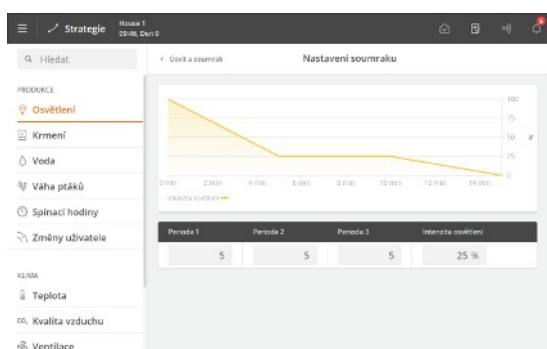 Strategie
House 1
09:46, Den 0
Hledat
Úsvit a soumrak
Nastavení soumraku
PRODUKCE
Osvětlení
Krmení
Voda
Váha ptáků
Spínací hodiny
Změny uživatele
KLIMA
Teplota
CO₂ Kvalita vzduchu
Ventilace
100
75
50
%
25
0
0 min 2 min 4 min 6 min 8 min 10 min 12 min 14 min
Intenzita osvětlení
Perioda 1 Perioda 2 Perioda 3 Intenzita osvětlení
5 5 5 25 %